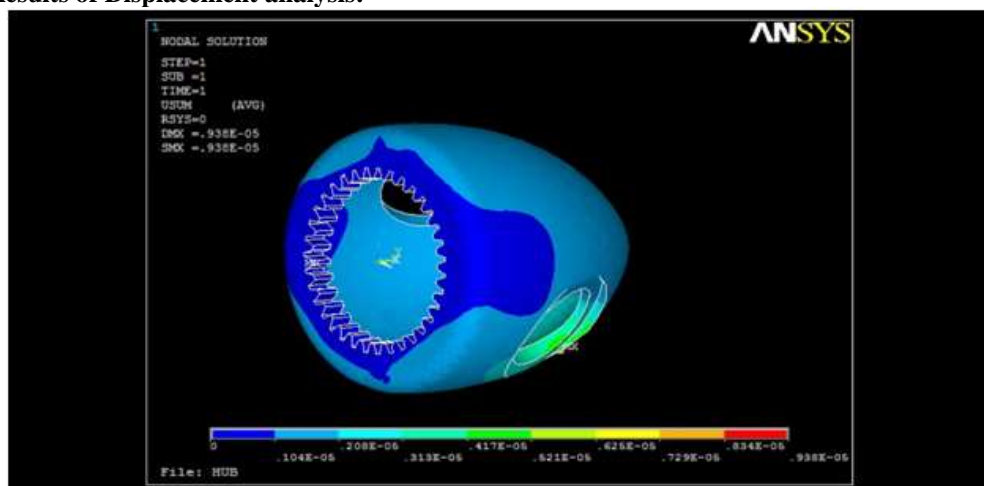 Results of Displacement analysis:
1
ANSYS
NODAL SOLUTION
STEP=1
SUB =1
TIME=1
USUM (AVG)
RSYS=0
DMX =.938E-05
SMX =.938E-05
0 .208E-05 .417E-05 .625E-05 .834E-05
.104E-05 .313E-05 .521E-05 .729E-05 .938E-05
File: HUB